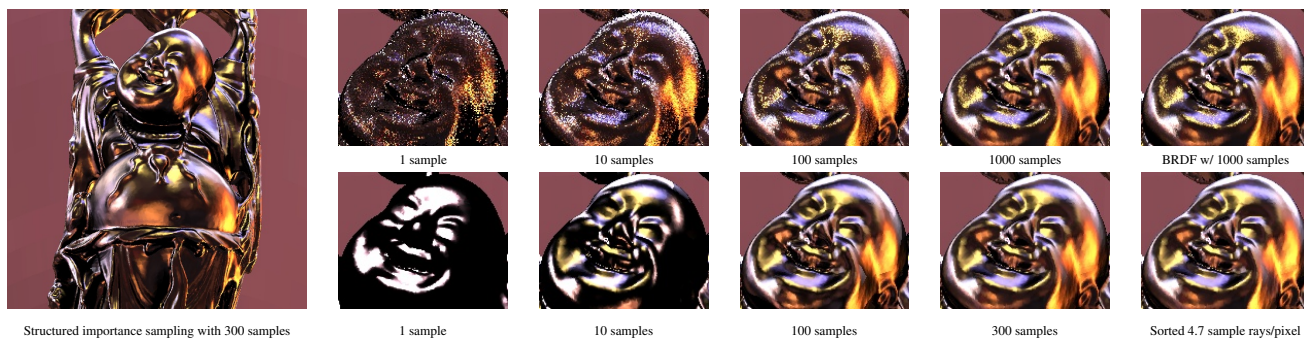 1 sample
10 samples
100 samples
1000 samples
BRDF w/ 1000 samples
Structured importance sampling with 300 samples
1 sample
10 samples
100 samples
300 samples
Sorted 4.7 sample rays/pixel